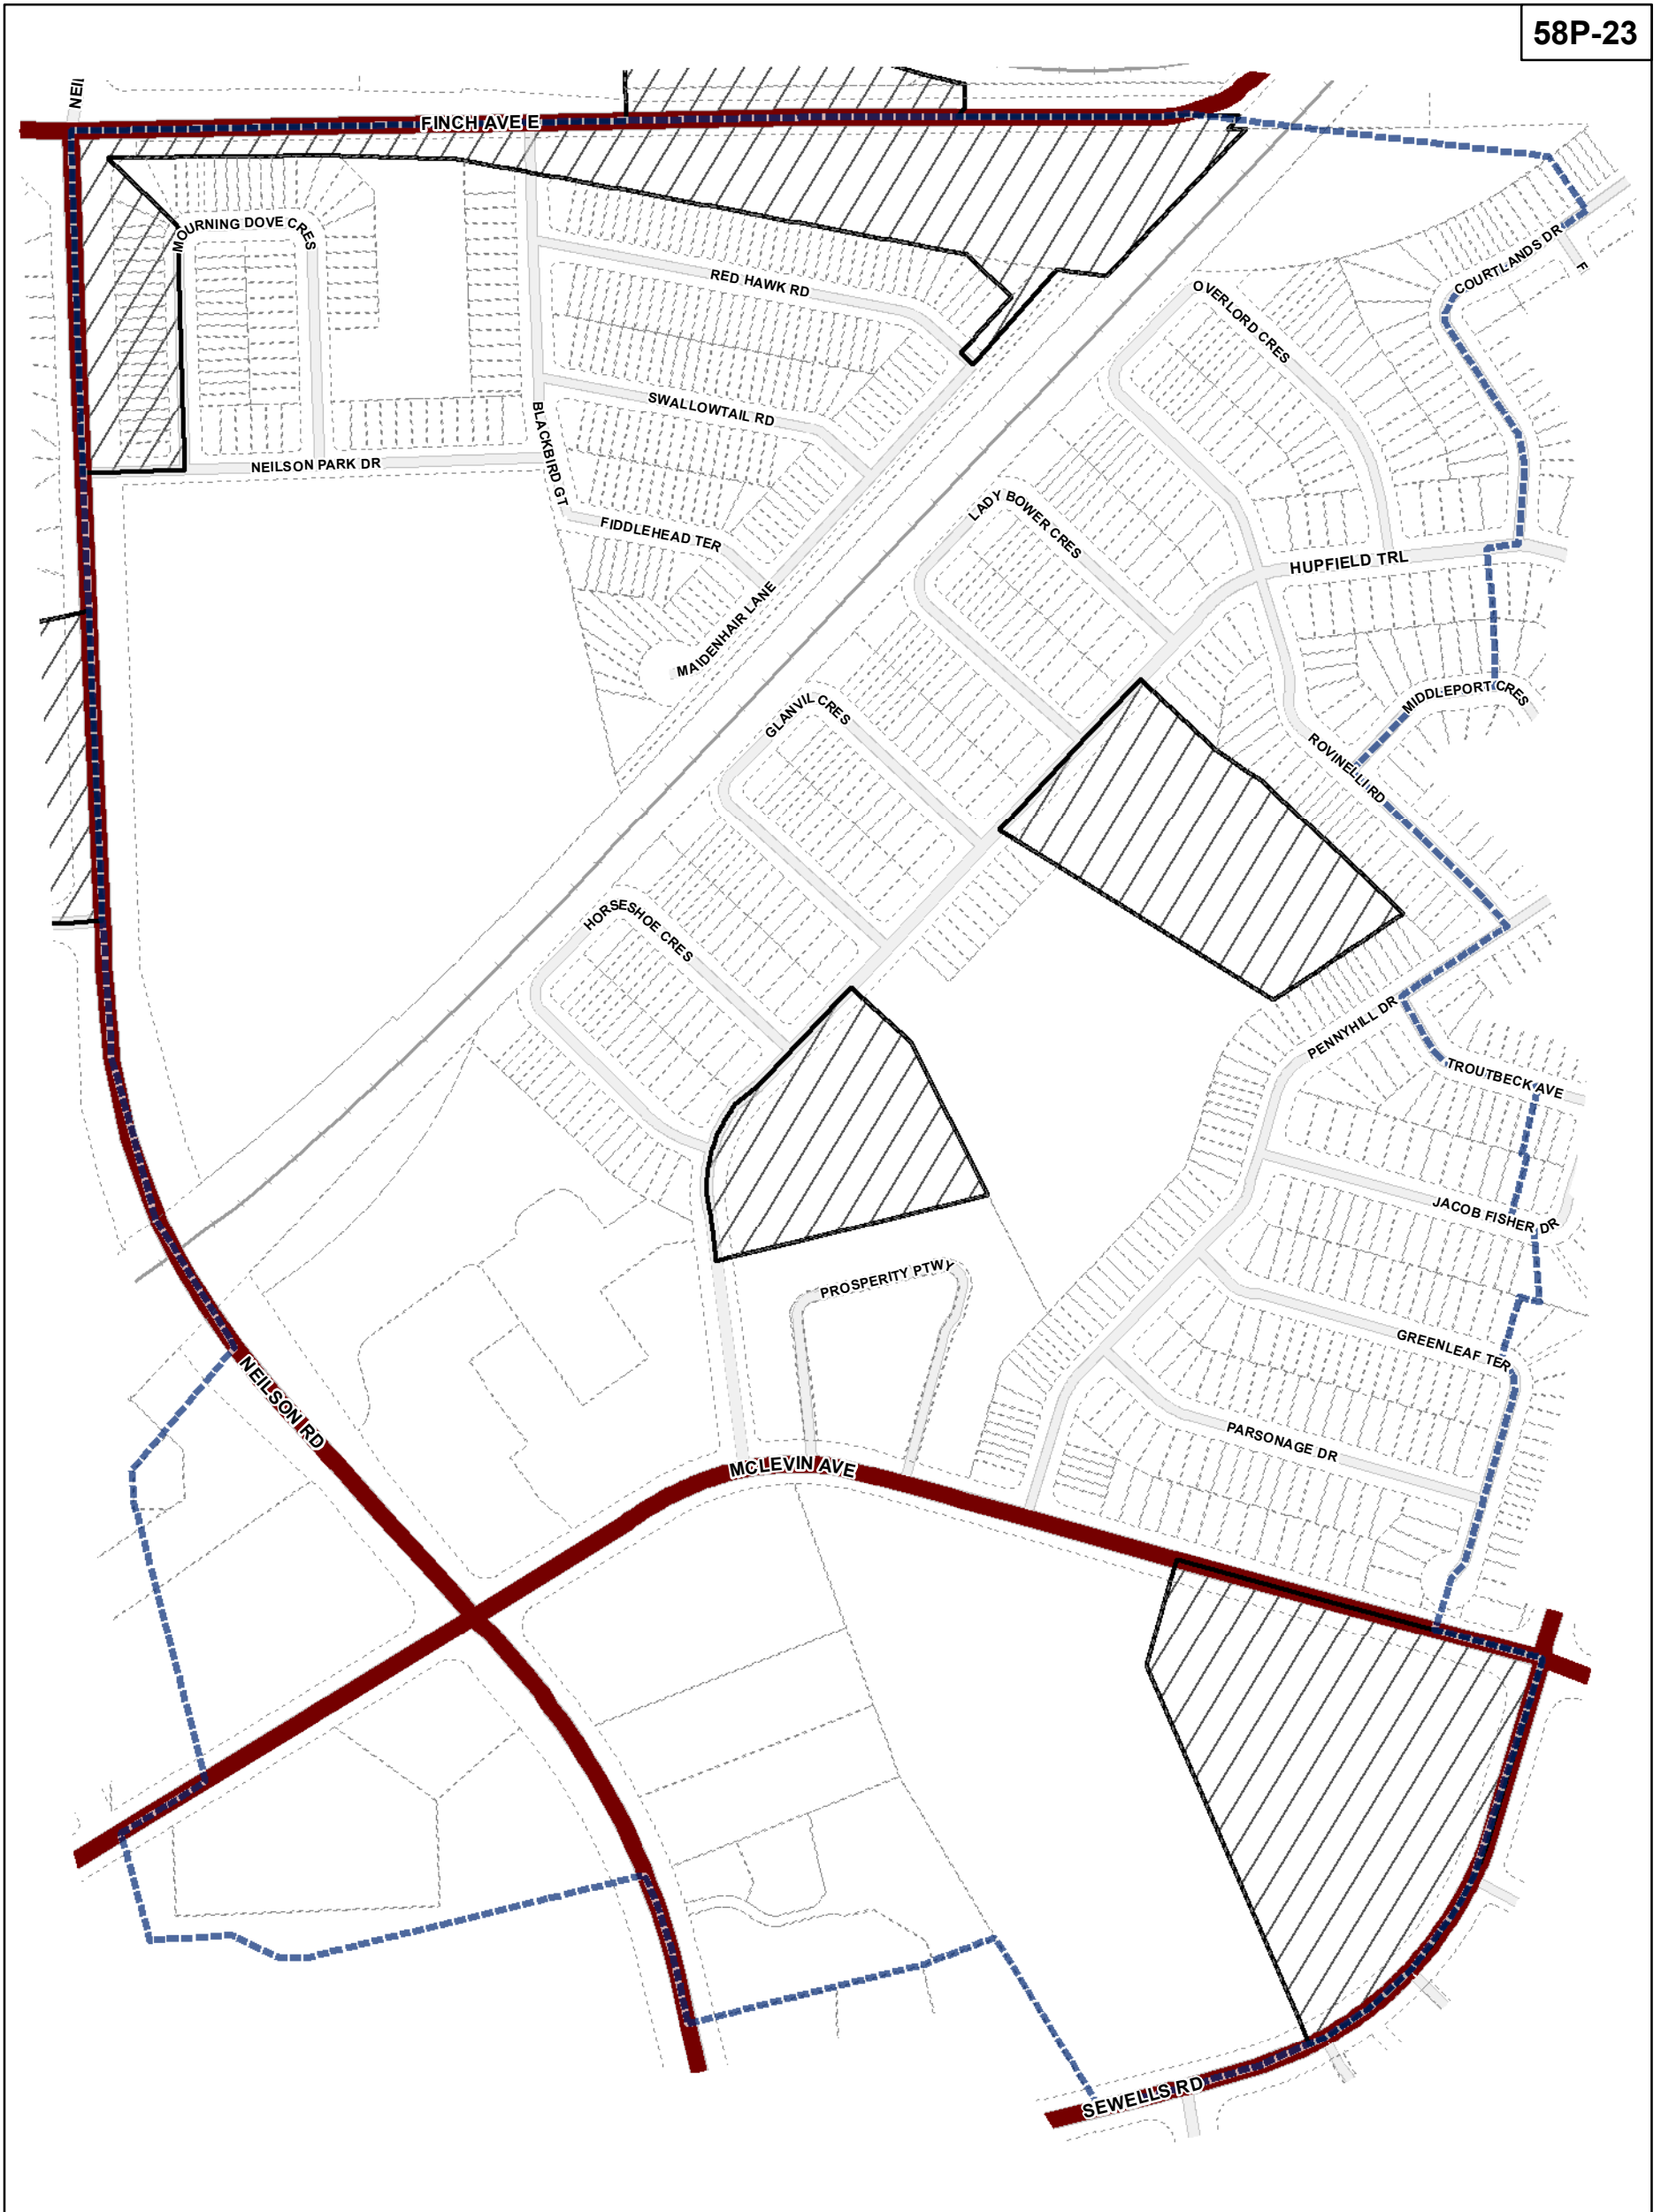 58P-23
NEIL
FINCH AVE E
MOURNING DOVE CRES
RED HAWK RD
COURTLANDS DR
F
OVERLORD CRES
SWALLOWTAIL RD
BLACKBIRD GT
NEILSON PARK DR
LADY BOWER CRES
FIDDLEHEAD TER
HUPFIELD TRL
MAIDENHAIR LANE
MIDDLEPORT CRES
GLANVIL CRES
ROVINELLI RD
HORSESHOE CRES
PENNYHILL DR
TROUTBECK AVE
JACOB FISHER DR
PROSPERITY PTWY
GREENLEAF TER
NEILSON RD
PARSONAGE DR
MCLEVIN AVE
SEWELLS RD